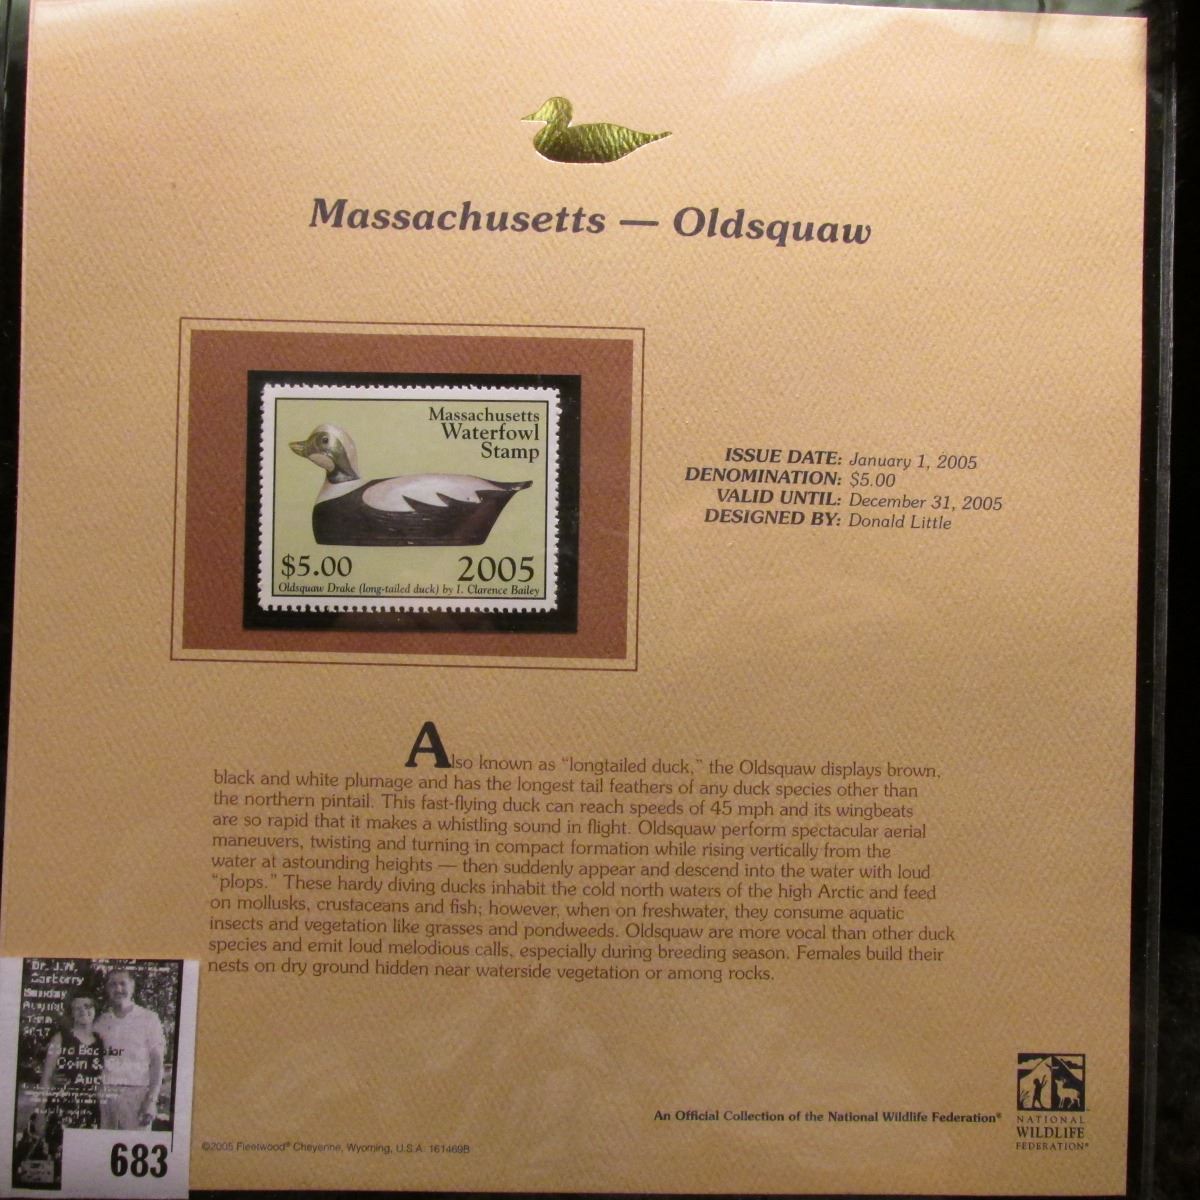 Massachusetts — Oldsquaw
Massachusetts
Waterfowl
Stamp
$5.00
2005
Oldsquaw Drake (long-tailed duck) by I. Clarence Bailey
ISSUE DATE: January 1, 2005
DENOMINATION: $5.00
VALID UNTIL: December 31, 2005
DESIGNED BY: Donald Little
Also known as “longtailed duck,” the Oldsquaw displays brown,
black and white plumage and has the longest tail feathers of any duck species other than
the northern pintail. This fast-flying duck can reach speeds of 45 mph and its wingbeats
are so rapid that it makes a whistling sound in flight. Oldsquaw perform spectacular aerial
maneuvers, twisting and turning in compact formation while rising vertically from the
water at astounding heights — then suddenly appear and descend into the water with loud
“plops.” These hardy diving ducks inhabit the cold north waters of the high Arctic and feed
on mollusks, crustaceans and fish; however, when on freshwater, they consume aquatic
insects and vegetation like grasses and pondweeds. Oldsquaw are more vocal than other duck
species and emit loud melodious calls, especially during breeding season. Females build their
nests on dry ground hidden near waterside vegetation or among rocks.
Dr. J.W.
Sunday
August
Coin &
683
An Official Collection of the National Wildlife Federation®
NATIONAL
WILDLIFE
FEDERATION®
©2005 Fleetwood® Cheyenne, Wyoming, U.S.A. 161469B